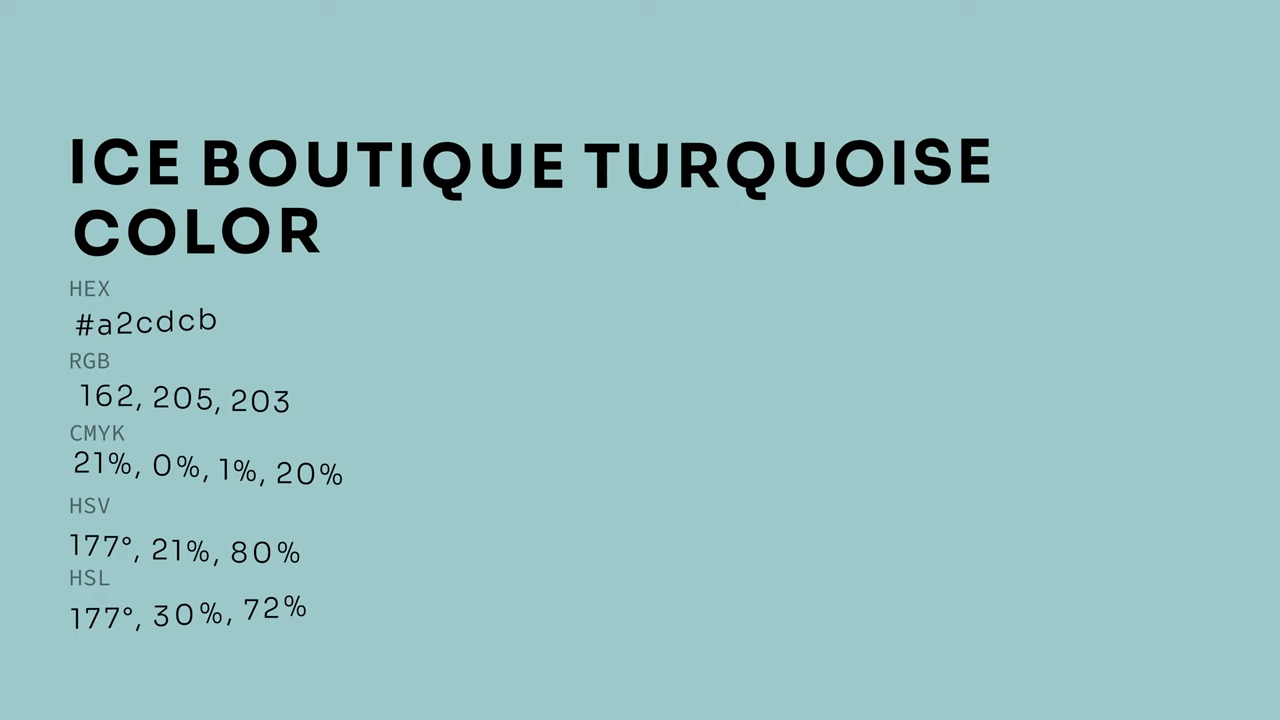 ICE BOUTIQUE TURQUOISE
COLOR
HEX
#a2cdcb
RGB
162, 205, 203
CMYK
21%, 0%, 1%, 20%
HSV
177°, 21%, 80%
HSL
177°, 30%, 72%